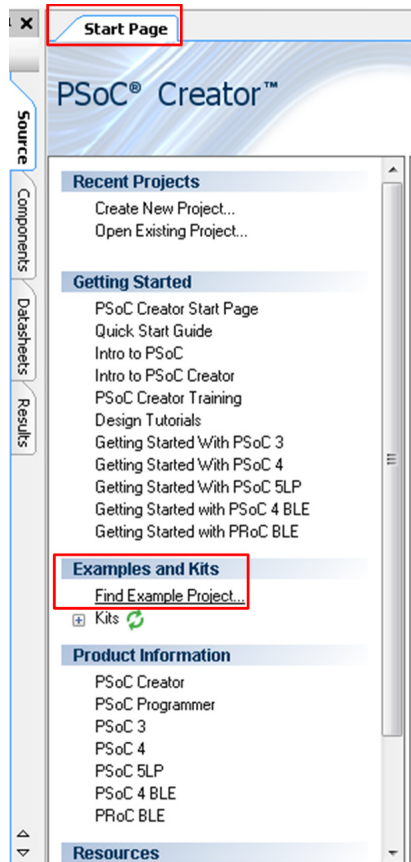 Start Page
PSoC® Creator™
Source
Components
Datasheets
Results
Recent Projects
Create New Project...
Open Existing Project...
Getting Started
PSoC Creator Start Page
Quick Start Guide
Intro to PSoC
Intro to PSoC Creator
PSoC Creator Training
Design Tutorials
Getting Started With PSoC 3
Getting Started With PSoC 4
Getting Started With PSoC 5LP
Getting Started with PSoC 4 BLE
Getting Started with PRoC BLE
Examples and Kits
Find Example Project...
Kits
Product Information
PSoC Creator
PSoC Programmer
PSoC 3
PSoC 4
PSoC 5LP
PSoC 4 BLE
PRoC BLE
Resources